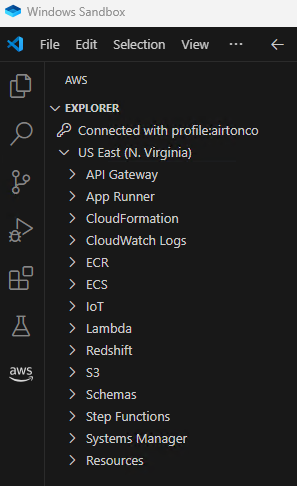 Windows Sandbox
File Edit Selection View ...
AWS
EXPLORER
Connected with profile:airtonco
US East (N. Virginia)
API Gateway
App Runner
CloudFormation
CloudWatch Logs
ECR
ECS
IoT
Lambda
Redshift
aws
S3
Schemas
Step Functions
Systems Manager
Resources